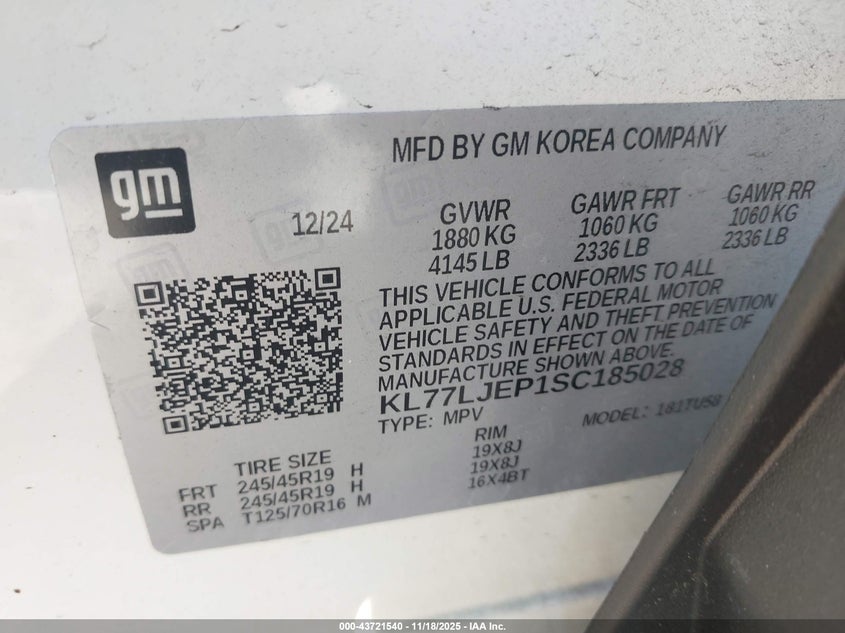 gm
MFD BY GM KOREA COMPANY
12/24
GVWR
1880 KG
4145 LB
GAWR FRT
1060 KG
2336 LB
GAWR RR
1060 KG
2336 LB
THIS VEHICLE CONFORMS TO ALL
APPLICABLE U.S. FEDERAL MOTOR
VEHICLE SAFETY AND THEFT PREVENTION
STANDARDS IN EFFECT ON THE DATE OF
MANUFACTURE SHOWN ABOVE.
KL77LJEP1SC185028
TYPE: MPV
MODEL: 181TU58
TIRE SIZE RIM
FRT 245/45R19 H 19X8J
RR 245/45R19 H 19X8J
SPA T125/70R16 M 16X4BT
000-43721540 - 11/18/2025 - IAA Inc.